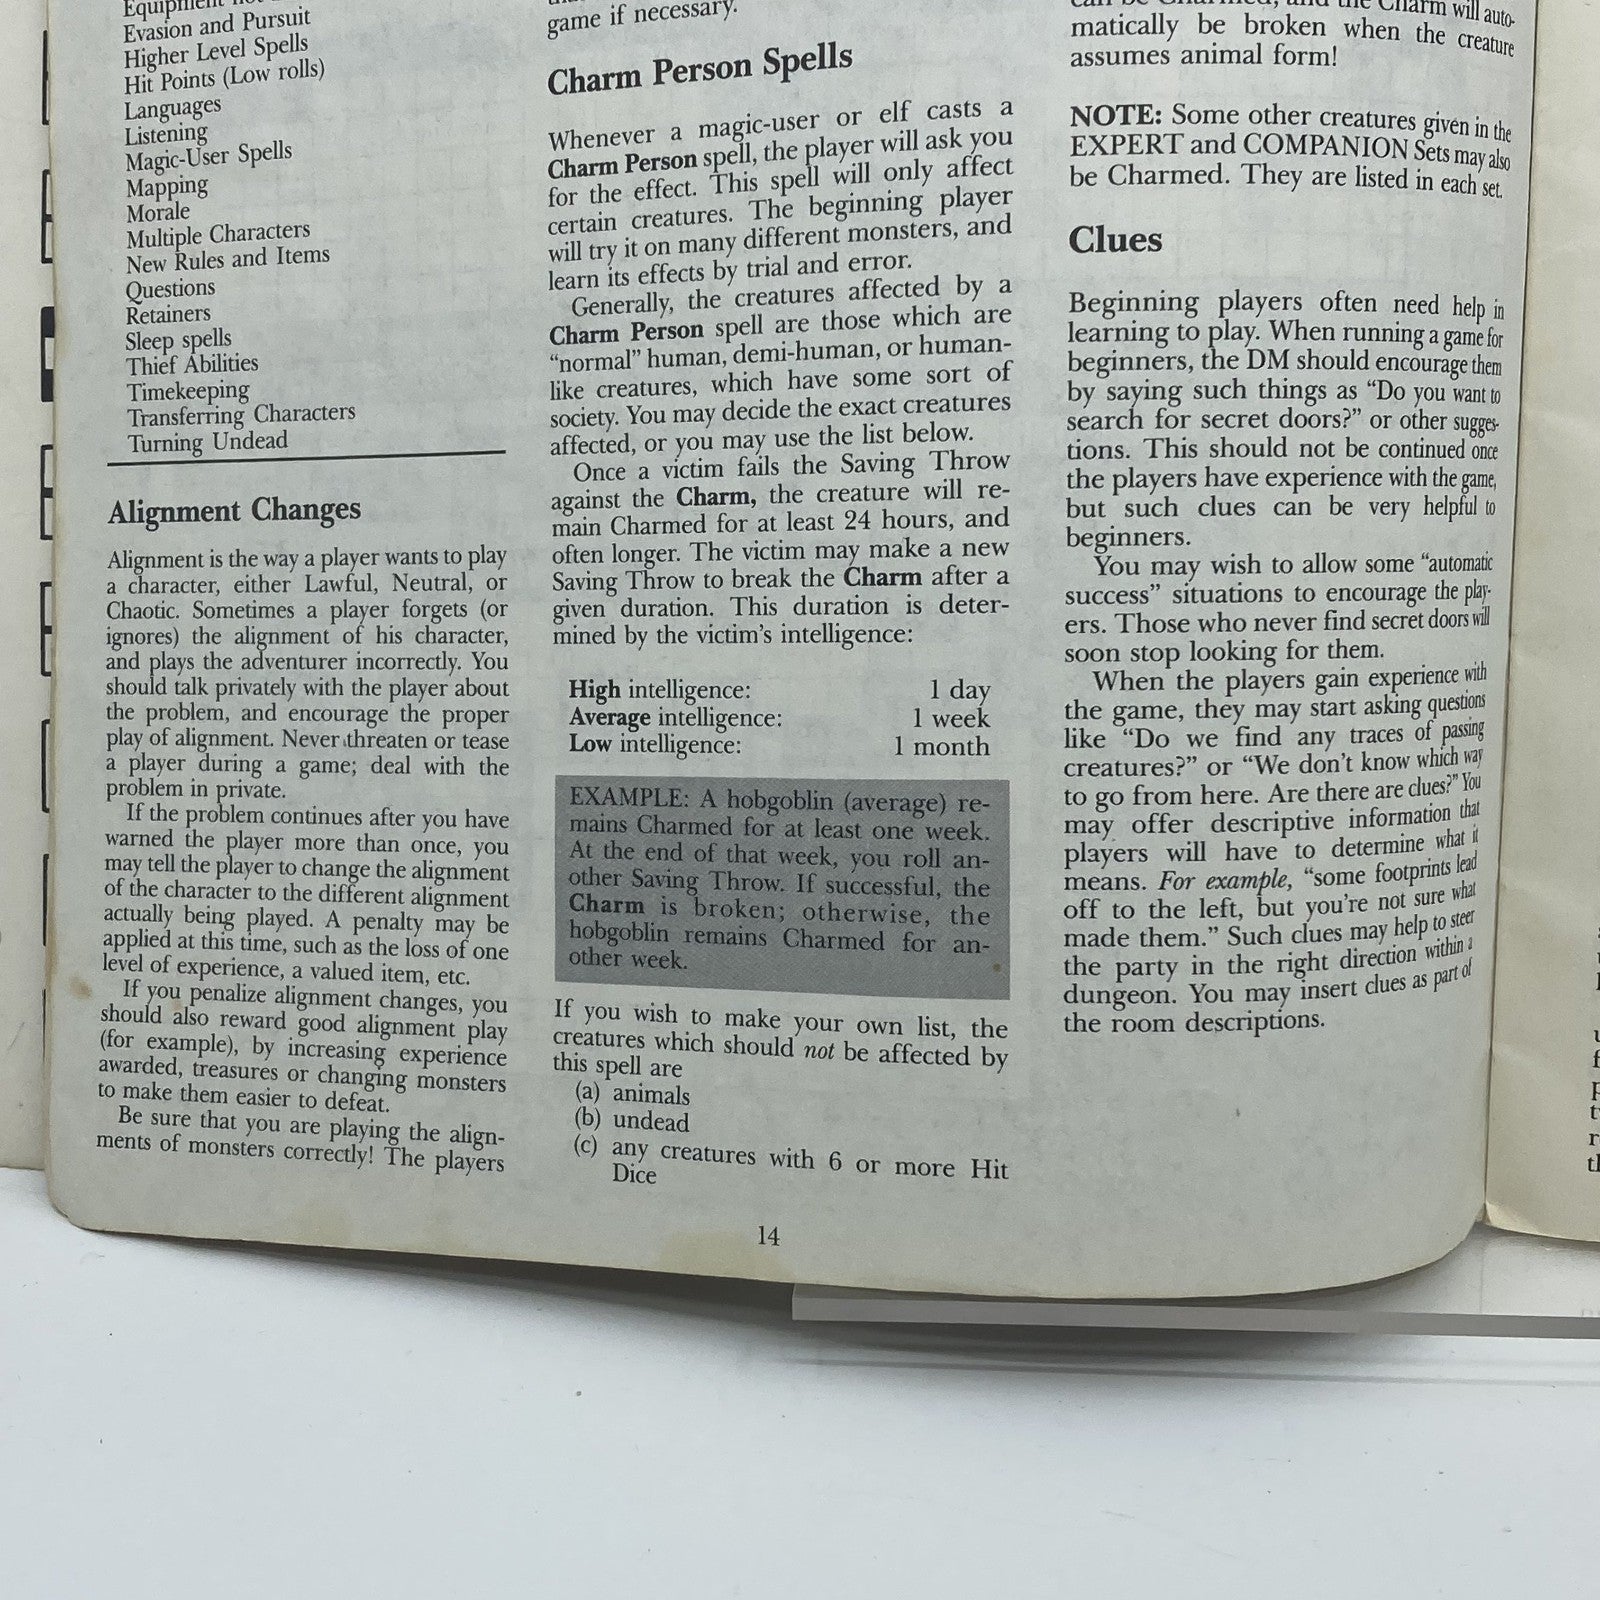 Evasion and Pursuit
Higher Level Spells
Hit Points (Low rolls)
Languages
Listening
Magic-User Spells
Mapping
Morale
Multiple Characters
New Rules and Items
Questions
Retainers
Sleep spells
Thief Abilities
Timekeeping
Transferring Characters
Turning Undead
Alignment Changes
Alignment is the way a player wants to play
a character, either Lawful, Neutral, or
Chaotic. Sometimes a player forgets (or
ignores) the alignment of his character,
and plays the adventurer incorrectly. You
should talk privately with the player about
the problem, and encourage the proper
play of alignment. Never threaten or tease
a player during a game; deal with the
problem in private.
If the problem continues after you have
warned the player more than once, you
may tell the player to change the alignment
of the character to the different alignment
actually being played. A penalty may be
applied at this time, such as the loss of one
level of experience, a valued item, etc.
If you penalize alignment changes, you
should also reward good alignment play
(for example), by increasing experience
awarded, treasures or changing monsters
to make them easier to defeat.
Be sure that you are playing the align-
ments of monsters correctly! The players
game if necessary.
Charm Person Spells
Whenever a magic-user or elf casts a
Charm Person spell, the player will ask you
for the effect. This spell will only affect
certain creatures. The beginning player
will try it on many different monsters, and
learn its effects by trial and error.
Generally, the creatures affected by a
Charm Person spell are those which are
"normal" human, demi-human, or human-
like creatures, which have some sort of
society. You may decide the exact creatures
affected, or you may use the list below.
Once a victim fails the Saving Throw
against the Charm, the creature will re-
main Charmed for at least 24 hours, and
often longer. The victim may make a new
Saving Throw to break the Charm after a
given duration. This duration is deter-
mined by the victim's intelligence:
High intelligence: 1 day
Average intelligence: 1 week
Low intelligence: 1 month
EXAMPLE: A hobgoblin (average) re-
mains Charmed for at least one week.
At the end of that week, you roll an-
other Saving Throw. If successful, the
Charm is broken; otherwise, the
hobgoblin remains Charmed for an-
other week.
If you wish to make your own list, the
creatures which should not be affected by
this spell are
(a) animals
(b) undead
(c) any creatures with 6 or more Hit
Dice
the Charm will auto-
matically be broken when the creature
assumes animal form!
NOTE: Some other creatures given in the
EXPERT and COMPANION Sets may also
be Charmed. They are listed in each set.
Clues
Beginning players often need help in
learning to play. When running a game for
beginners, the DM should encourage them
by saying such things as "Do you want to
search for secret doors?" or other sugges-
tions. This should not be continued once
the players have experience with the game,
but such clues can be very helpful to
beginners.
You may wish to allow some "automatic
success" situations to encourage the play-
ers. Those who never find secret doors will
soon stop looking for them.
When the players gain experience with
the game, they may start asking questions
like "Do we find any traces of passing
creatures?" or "We don't know which way
to go from here. Are there are clues?" You
may offer descriptive information that
players will have to determine what it
means. For example, "some footprints lead
off to the left, but you're not sure what
made them." Such clues may help to steer
the party in the right direction within a
dungeon. You may insert clues as part of
the room descriptions.
14